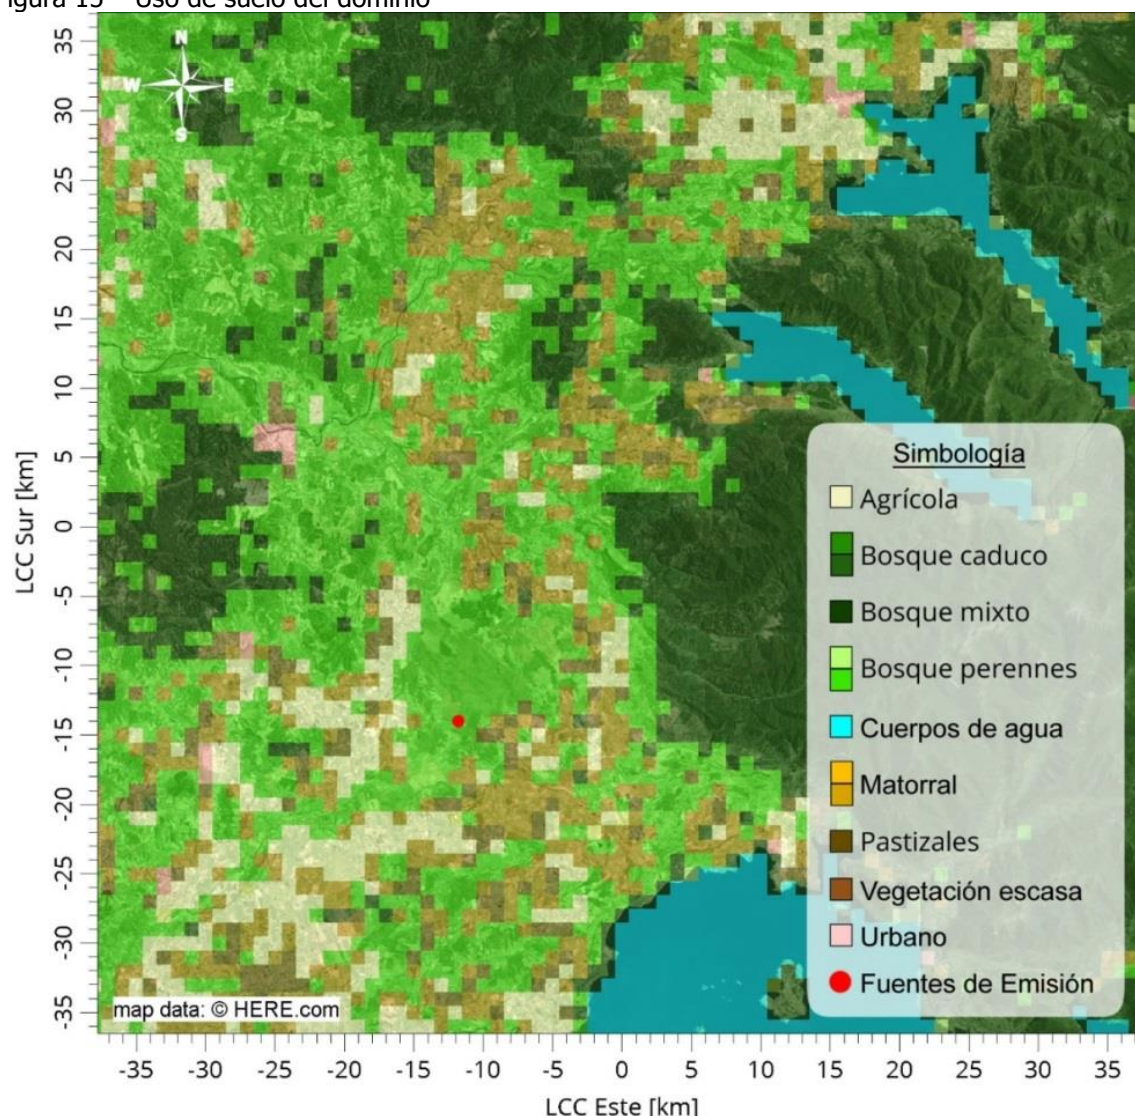 Figura 15 Uso de suelo del dominio
N
W E
S
35
30
25
20
15
10
5
0
-5
-10
-15
-20
-25
-30
-35
LCC Sur [km]
Simbología
Agrícola
Bosque caduco
Bosque mixto
Bosque perennes
Cuerpos de agua
Matorral
Pastizales
Vegetación escasa
Urbano
Fuentes de Emisión
map data: © HERE.com
-35 -30 -25 -20 -15 -10 -5 0 5 10 15 20 25 30 35
LCC Este [km]